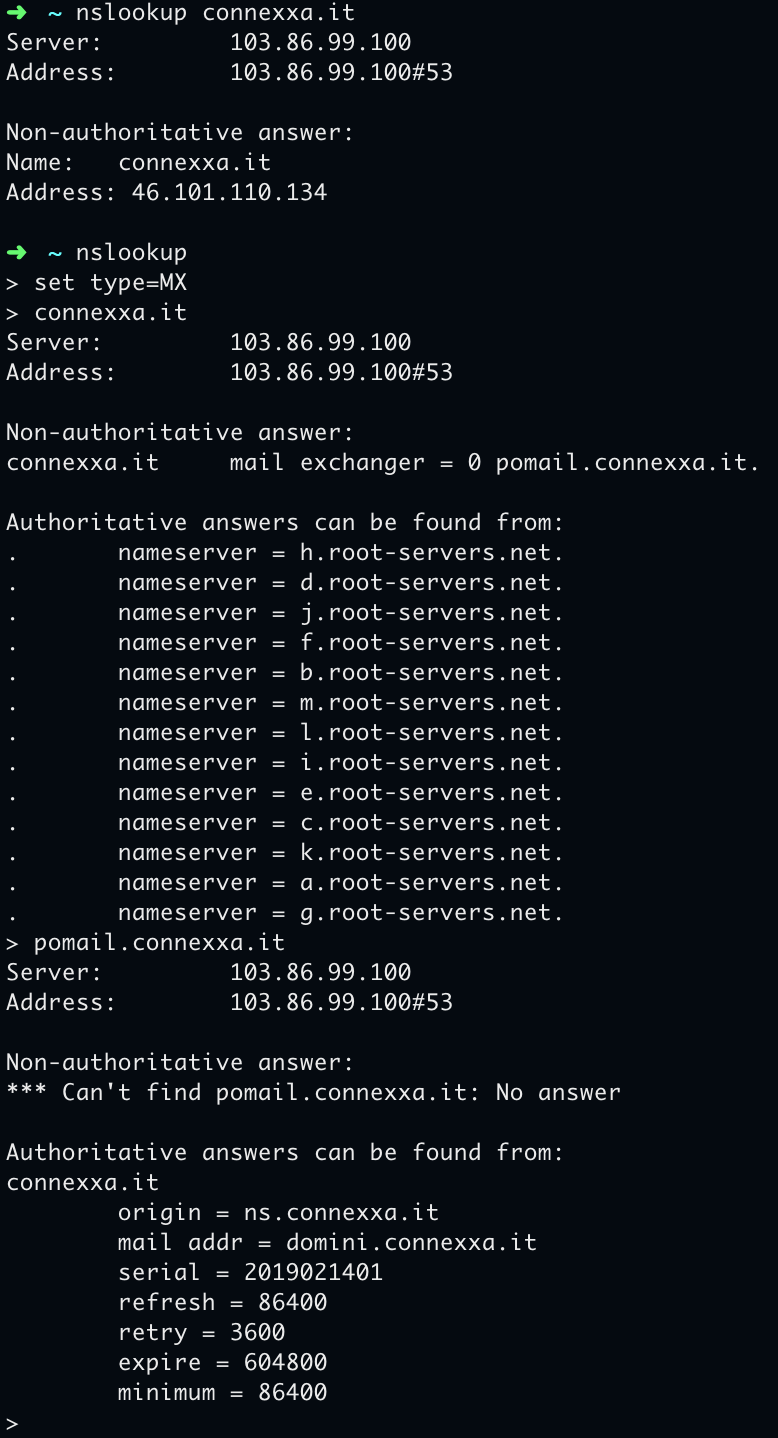 ➜ ~ nslookup connexxa.it
Server: 103.86.99.100
Address: 103.86.99.100#53
Non-authoritative answer:
Name: connexxa.it
Address: 46.101.110.134
➜ ~ nslookup
> set type=MX
> connexxa.it
Server: 103.86.99.100
Address: 103.86.99.100#53
Non-authoritative answer:
connexxa.it mail exchanger = 0 pomail.connexxa.it.
Authoritative answers can be found from:
. nameserver = h.root-servers.net.
. nameserver = d.root-servers.net.
. nameserver = j.root-servers.net.
. nameserver = f.root-servers.net.
. nameserver = b.root-servers.net.
. nameserver = m.root-servers.net.
. nameserver = l.root-servers.net.
. nameserver = i.root-servers.net.
. nameserver = e.root-servers.net.
. nameserver = c.root-servers.net.
. nameserver = k.root-servers.net.
. nameserver = a.root-servers.net.
. nameserver = g.root-servers.net.
> pomail.connexxa.it
Server: 103.86.99.100
Address: 103.86.99.100#53
Non-authoritative answer:
*** Can't find pomail.connexxa.it: No answer
Authoritative answers can be found from:
connexxa.it
origin = ns.connexxa.it
mail addr = domini.connexxa.it
serial = 2019021401
refresh = 86400
retry = 3600
expire = 604800
minimum = 86400
>